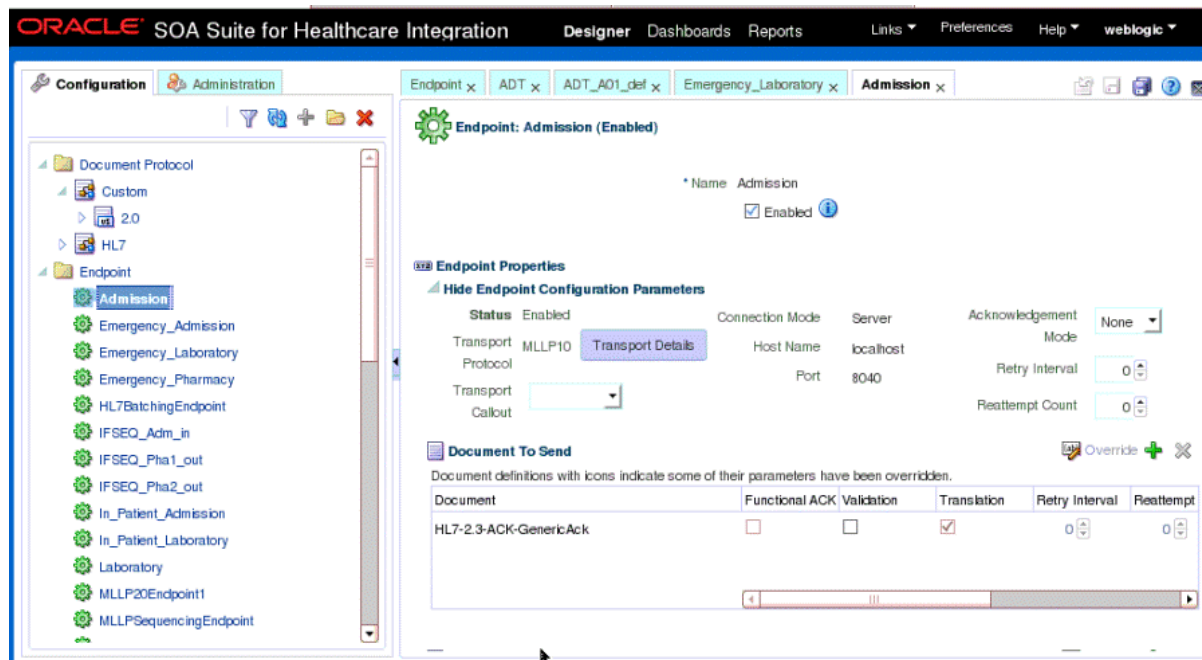 ORACLE SOA Suite for Healthcare Integration Designer Dashboards Reports Links Preferences Help weblogic
Configuration Administration
Document Protocol
Custom
2.0
HL7
Endpoint
Admission
Emergency_Admission
Emergency_Laboratory
Emergency_Pharmacy
HL7BatchingEndpoint
IFSEQ_Adm_in
IFSEQ_Pha1_out
IFSEQ_Pha2_out
In_Patient_Admission
In_Patient_Laboratory
Laboratory
MLLP20Endpoint1
MLLPSequencingEndpoint
Endpoint x ADT x ADT_A01_def x Emergency_Laboratory x Admission x
Endpoint: Admission (Enabled)
* Name Admission
Enabled
Endpoint Properties
Hide Endpoint Configuration Parameters
Status Enabled
Transport Protocol MLLP10 Transport Details
Transport Callout
Connection Mode Server
Host Name localhost
Port 8040
Acknowledgement Mode None
Retry Interval 0
Reattempt Count 0
Document To Send
Override
Document definitions with icons indicate some of their parameters have been overridden.
Document Functional ACK Validation Translation Retry Interval Reattempt
HL7-2.3-ACK-GenericAck 0 0